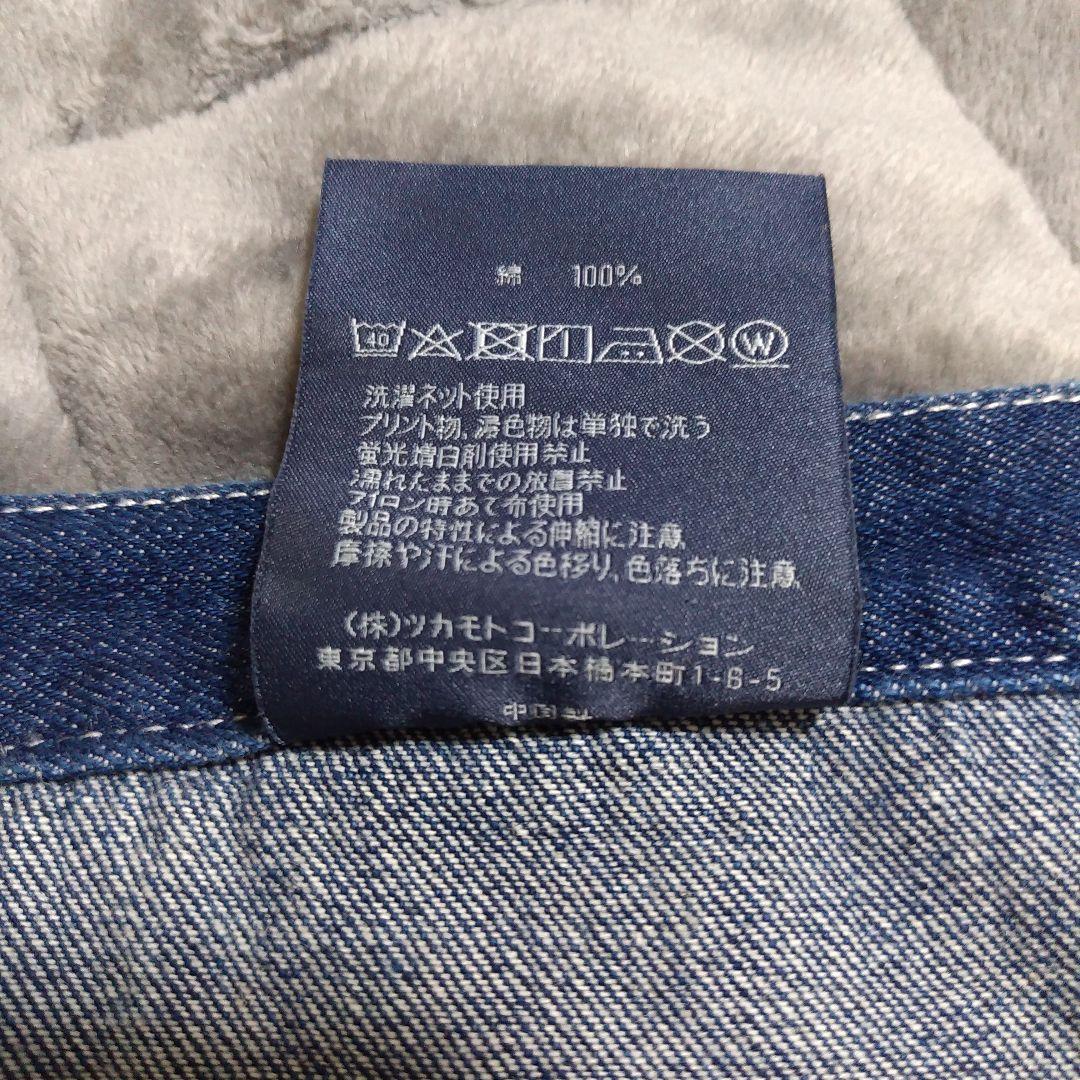 綿 100%
40 W
洗濯ネット使用
プリント物、濃色物は単独で洗う
蛍光増白剤使用禁止
濡れたままでの放置禁止
アイロン時あて布使用
製品の特性による伸縮に注意
摩擦や汗による色移り、色落ちに注意
(株)ツカモトコーポレーション
東京都中央区日本橋本町1-6-5
中国製